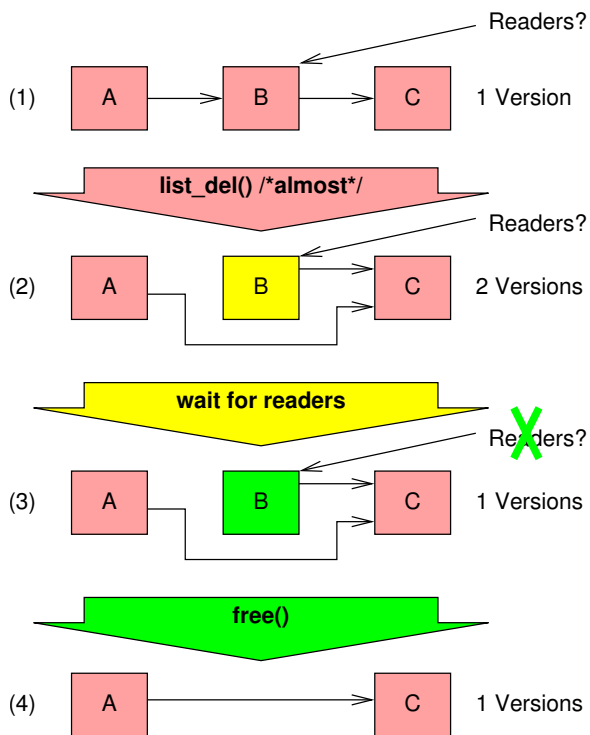 Readers?
(1) A B C 1 Version
list_del() /*almost*/
Readers?
(2) A B C 2 Versions
wait for readers
Readers?
(3) A B C 1 Versions
free()
(4) A C 1 Versions